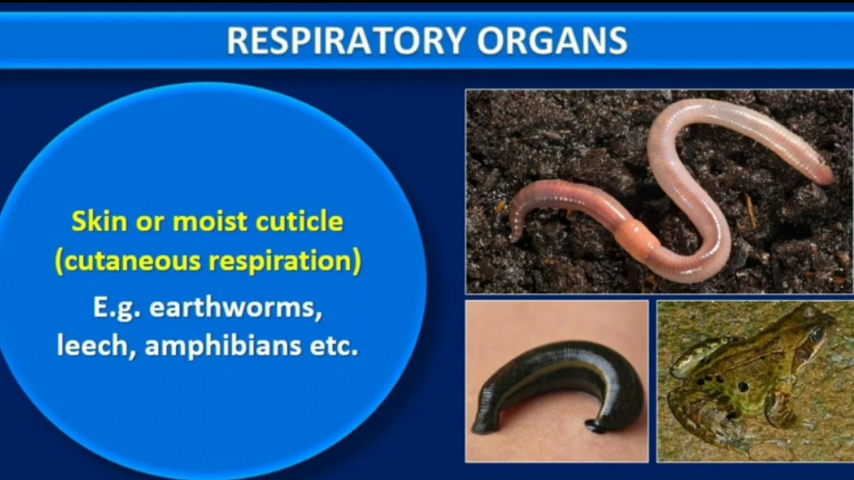 RESPIRATORY ORGANS
Skin or moist cuticle
(cutaneous respiration)
E.g. earthworms,
leech, amphibians etc.